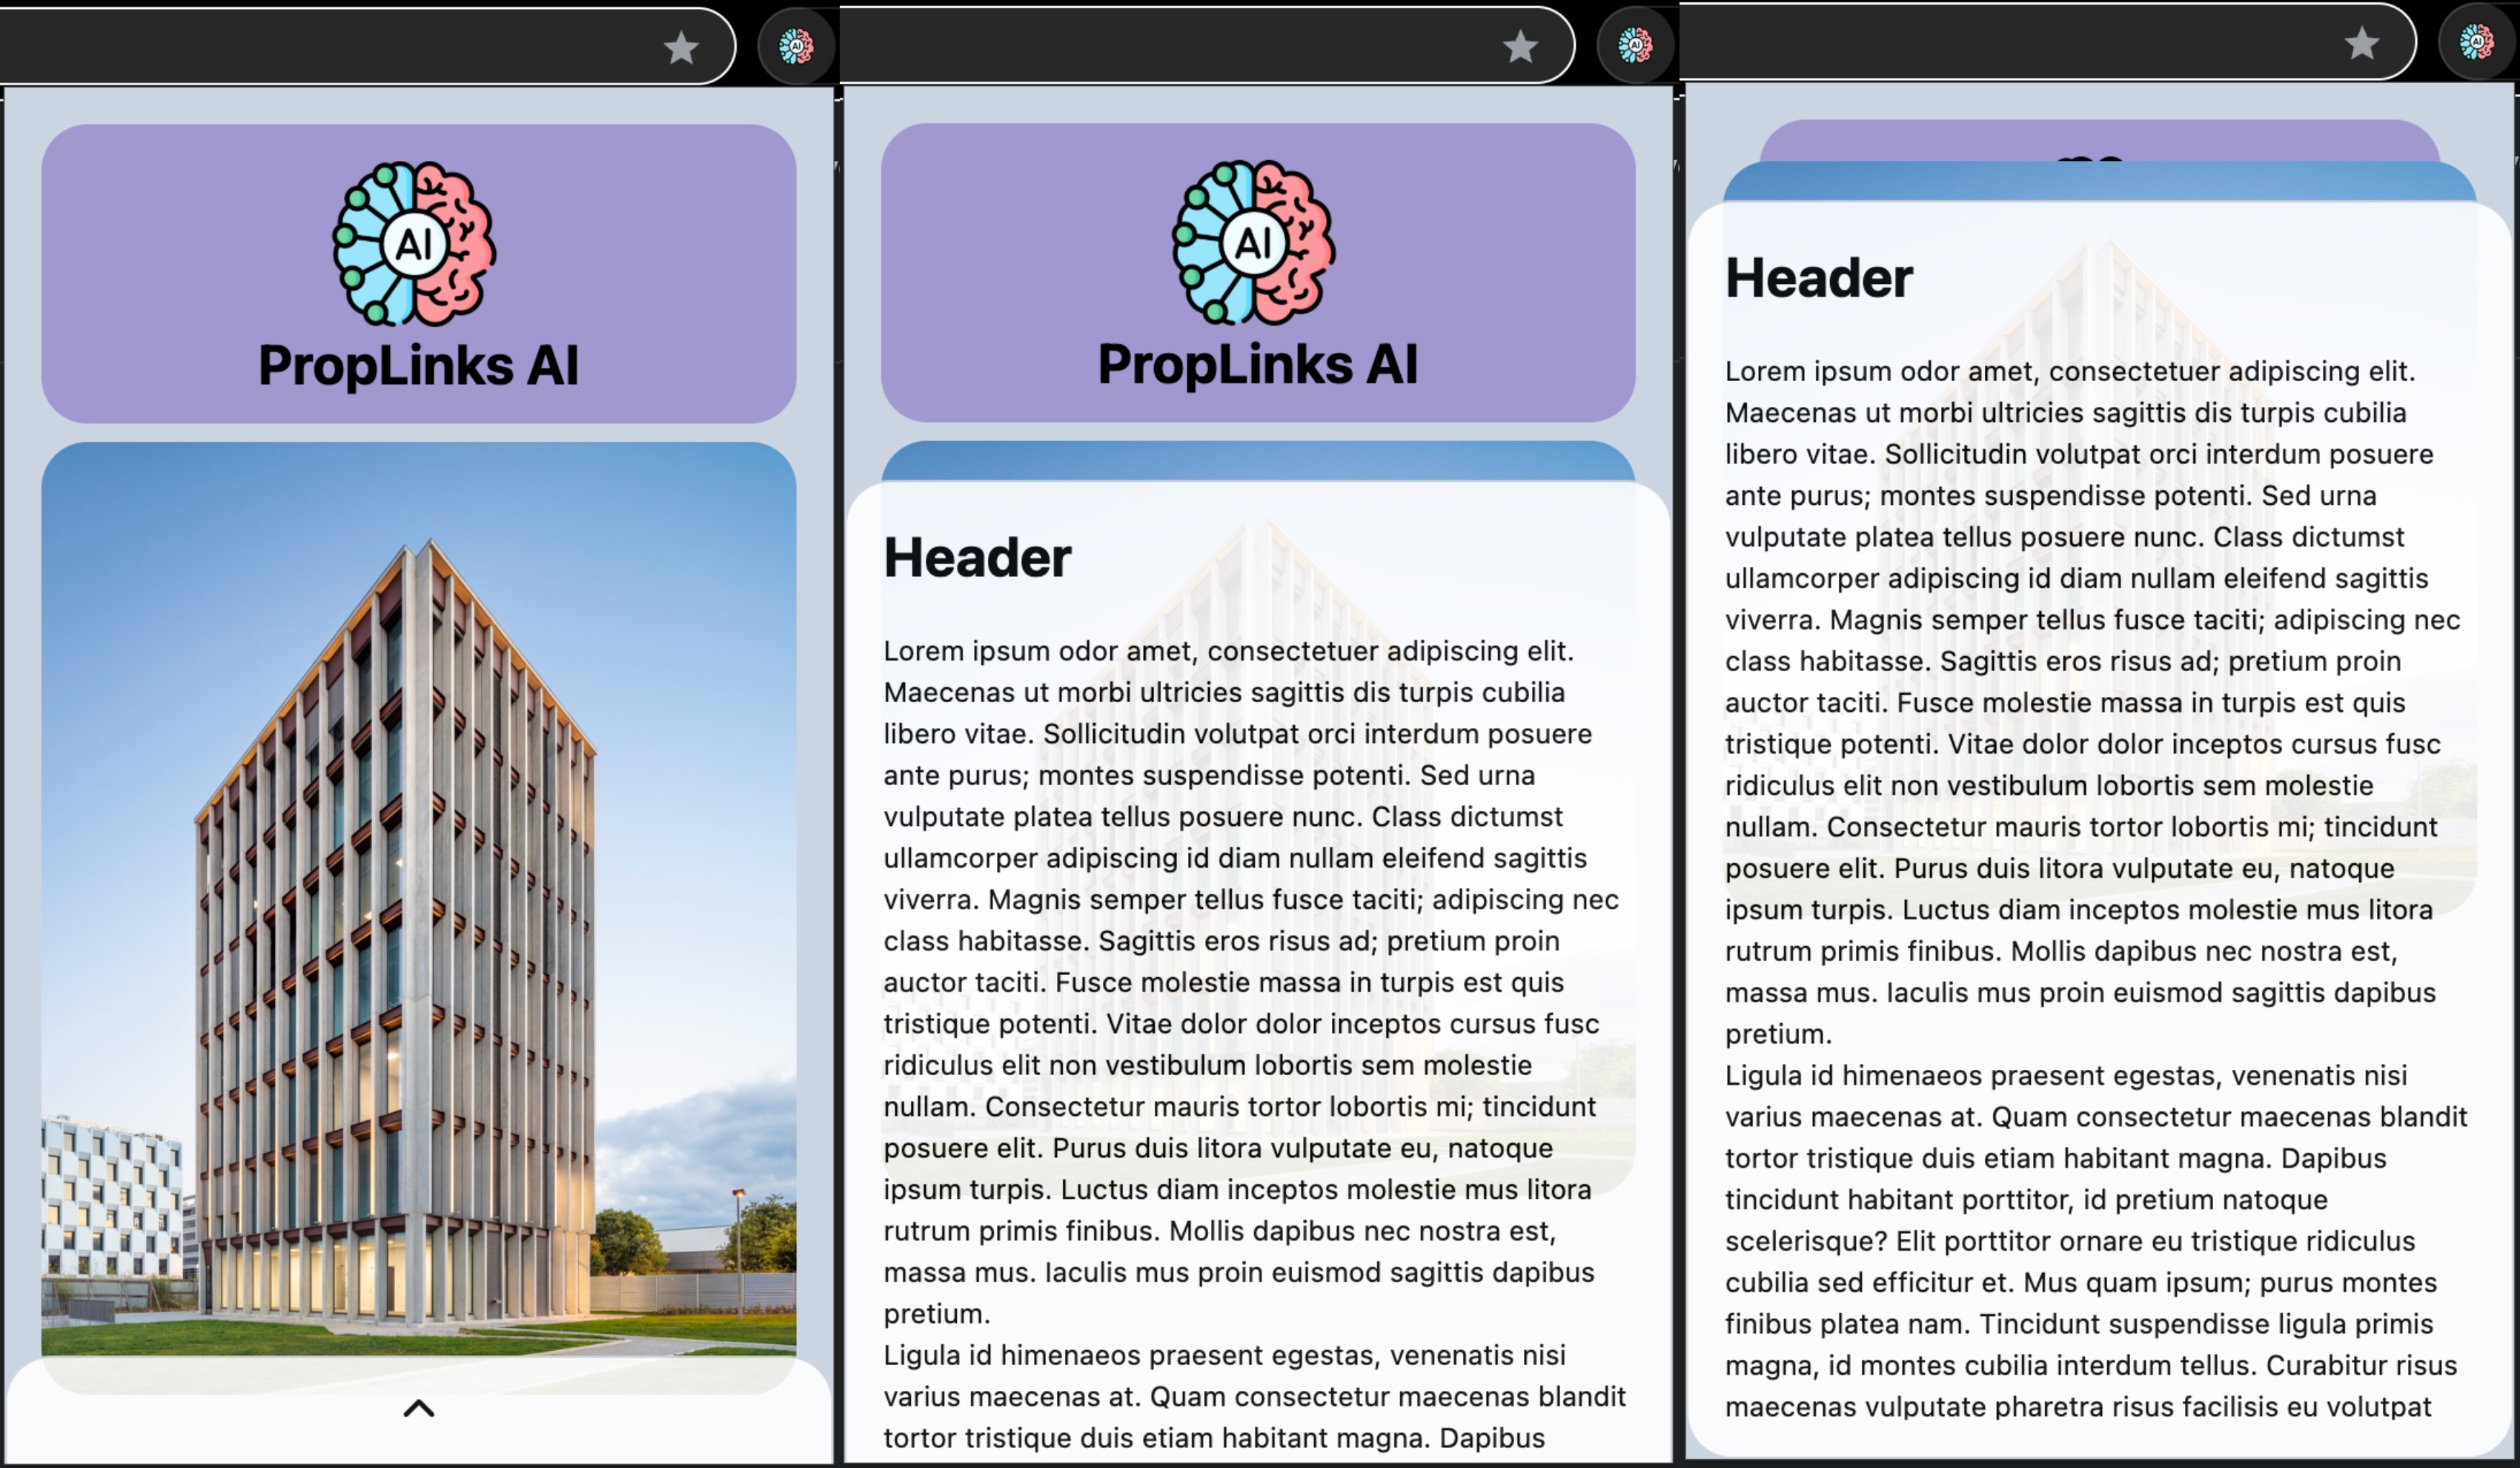 AI
AI
AI
AI
PropLinks AI
AI
PropLinks AI
Header
Lorem ipsum odor amet, consectetuer adipiscing elit.
Maecenas ut morbi ultricies sagittis dis turpis cubilia
libero vitae. Sollicitudin volutpat orci interdum posuere
ante purus; montes suspendisse potenti. Sed urna
vulputate platea tellus posuere nunc. Class dictumst
ullamcorper adipiscing id diam nullam eleifend sagittis
viverra. Magnis semper tellus fusce taciti; adipiscing nec
class habitasse. Sagittis eros risus ad; pretium proin
auctor taciti. Fusce molestie massa in turpis est quis
tristique potenti. Vitae dolor dolor inceptos cursus fusc
ridiculus elit non vestibulum lobortis sem molestie
nullam. Consectetur mauris tortor lobortis mi; tincidunt
posuere elit. Purus duis litora vulputate eu, natoque
ipsum turpis. Luctus diam inceptos molestie mus litora
rutrum primis finibus. Mollis dapibus nec nostra est,
massa mus. Iaculis mus proin euismod sagittis dapibus
pretium.
Ligula id himenaeos praesent egestas, venenatis nisi
varius maecenas at. Quam consectetur maecenas blandit
tortor tristique duis etiam habitant magna. Dapibus
Header
Lorem ipsum odor amet, consectetuer adipiscing elit.
Maecenas ut morbi ultricies sagittis dis turpis cubilia
libero vitae. Sollicitudin volutpat orci interdum posuere
ante purus; montes suspendisse potenti. Sed urna
vulputate platea tellus posuere nunc. Class dictumst
ullamcorper adipiscing id diam nullam eleifend sagittis
viverra. Magnis semper tellus fusce taciti; adipiscing nec
class habitasse. Sagittis eros risus ad; pretium proin
auctor taciti. Fusce molestie massa in turpis est quis
tristique potenti. Vitae dolor dolor inceptos cursus fusc
ridiculus elit non vestibulum lobortis sem molestie
nullam. Consectetur mauris tortor lobortis mi; tincidunt
posuere elit. Purus duis litora vulputate eu, natoque
ipsum turpis. Luctus diam inceptos molestie mus litora
rutrum primis finibus. Mollis dapibus nec nostra est,
massa mus. Iaculis mus proin euismod sagittis dapibus
pretium.
Ligula id himenaeos praesent egestas, venenatis nisi
varius maecenas at. Quam consectetur maecenas blandit
tortor tristique duis etiam habitant magna. Dapibus
tincidunt habitant porttitor, id pretium natoque
scelerisque? Elit porttitor ornare eu tristique ridiculus
cubilia sed efficitur et. Mus quam ipsum; purus montes
finibus platea nam. Tincidunt suspendisse ligula primis
magna, id montes cubilia interdum tellus. Curabitur risus
maecenas vulputate pharetra risus facilisis eu volutpat